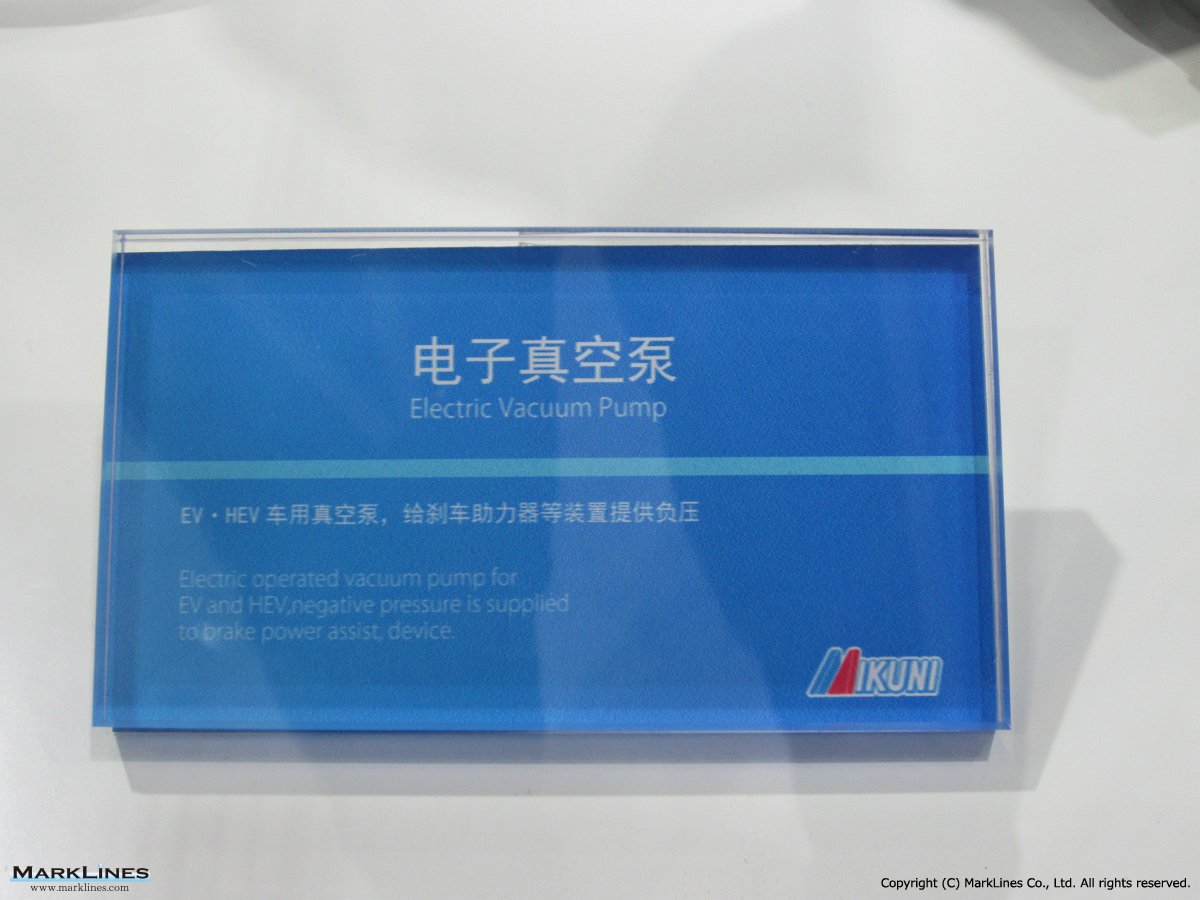 电子真空泵
Electric Vacuum Pump
EV·HEV 车用真空泵，给刹车助力器等装置提供负压
Electric operated vacuum pump for
EV and HEV,negative pressure is supplied
to brake power assist, device.
MIKUNI
MARKLINES
www.marklines.com
Copyright (C) MarkLines Co., Ltd. All rights reserved.